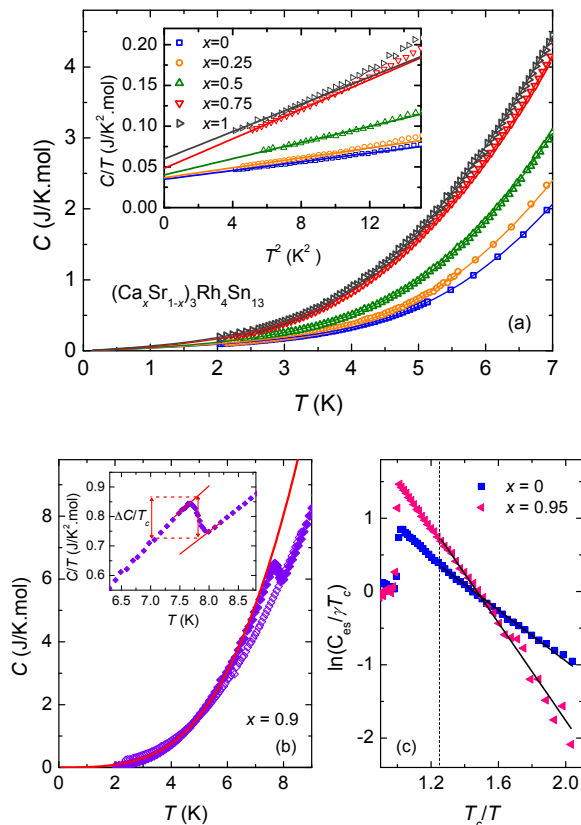 x=0
x=0.25
x=0.5
x=0.75
x=1
C/T (J/K².mol)
0.20
0.15
0.10
0.05
0.00
0 4 8 12
T² (K²)
C (J/K.mol)
4
3
2
1
0
(CaₓSr₁₋ₓ)₃Rh₄Sn₁₃
(a)
0 1 2 3 4 5 6 7
T (K)
C/T (J/K².mol)
0.9
0.8
0.7
0.6
ΔC/T_c
6.5 7.0 7.5 8.0 8.5
T (K)
C (J/K.mol)
8
6
4
2
0
x = 0.9
(b)
0 2 4 6 8
T (K)
x = 0
x = 0.95
ln(C_es/γT_c)
1
0
-1
-2
(c)
1.2 1.6 2.0
T_c/T